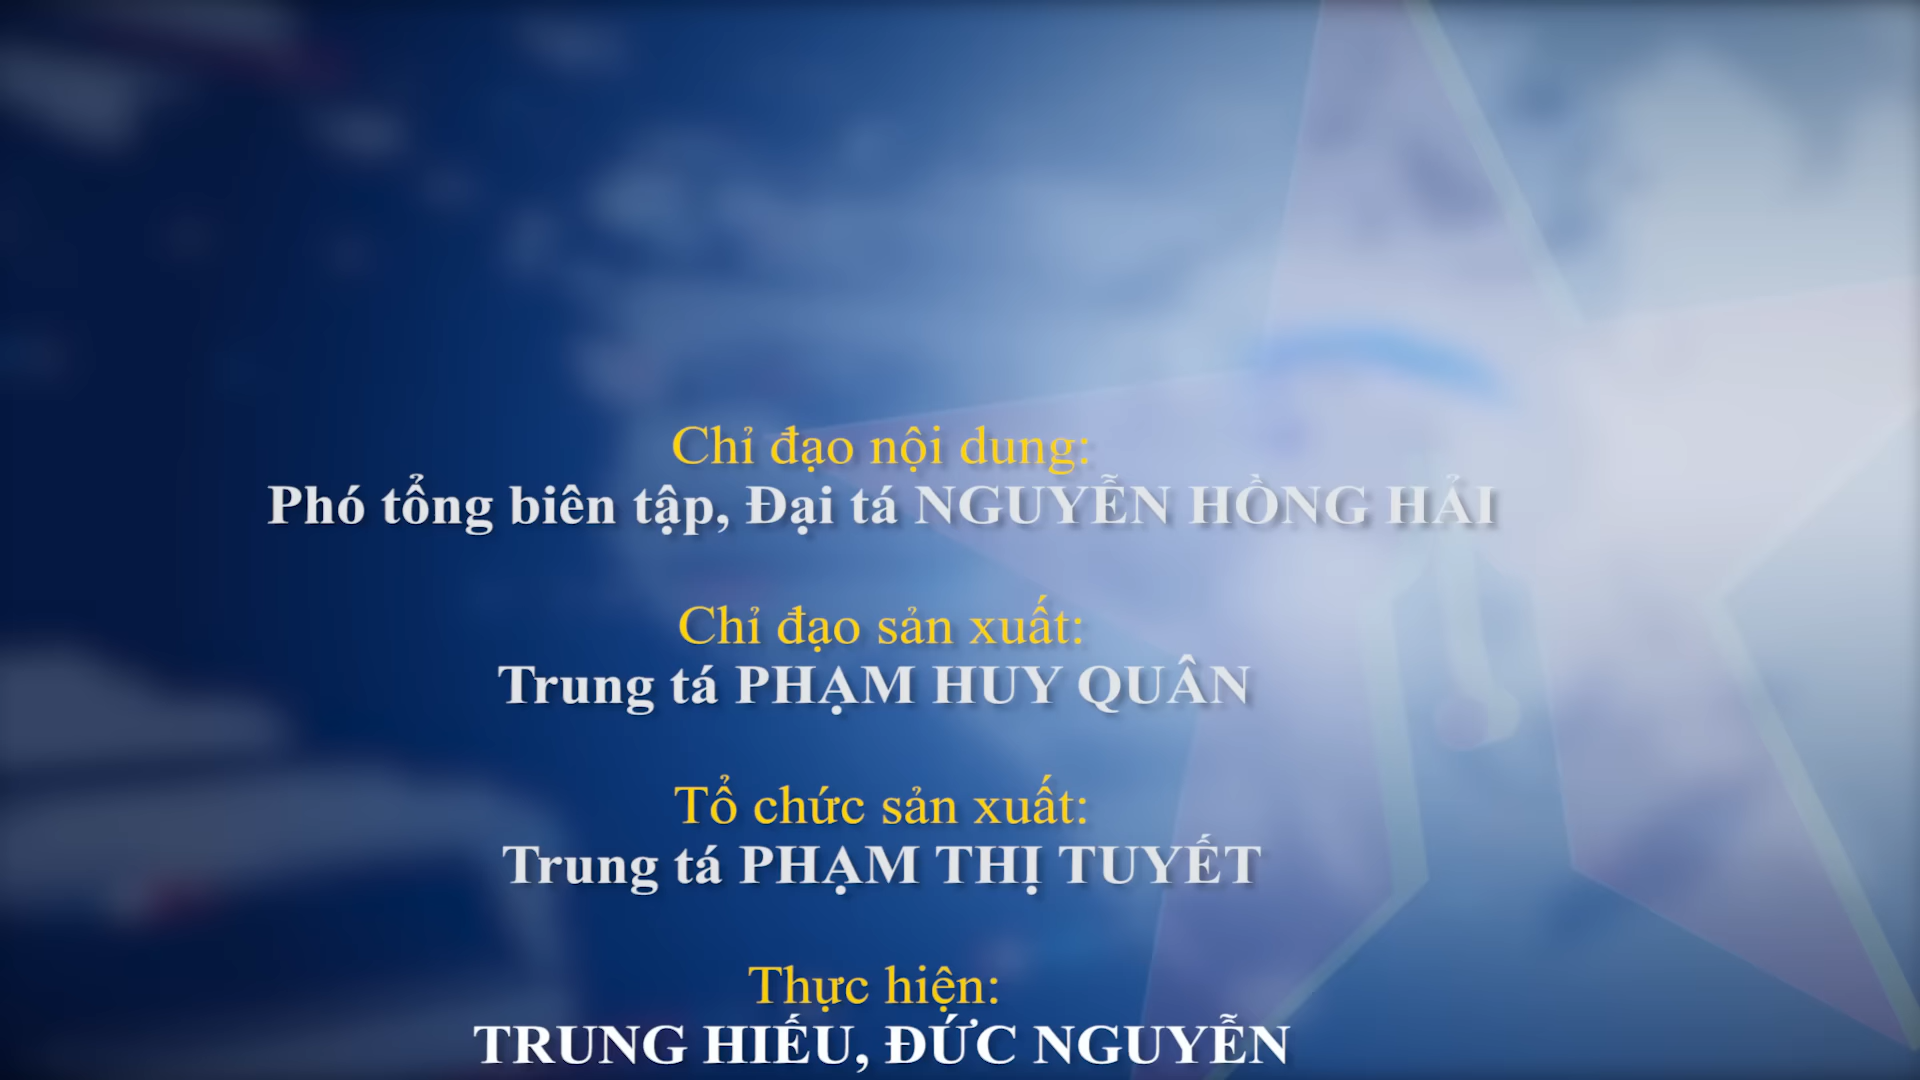 Chỉ đạo nội dung:
Phó tổng biên tập, Đại tá NGUYỄN HỒNG HẢI
Chỉ đạo sản xuất:
Trung tá PHẠM HUY QUÂN
Tổ chức sản xuất:
Trung tá PHẠM THỊ TUYẾT
Thực hiện:
TRUNG HIẾU, ĐỨC NGUYỄN